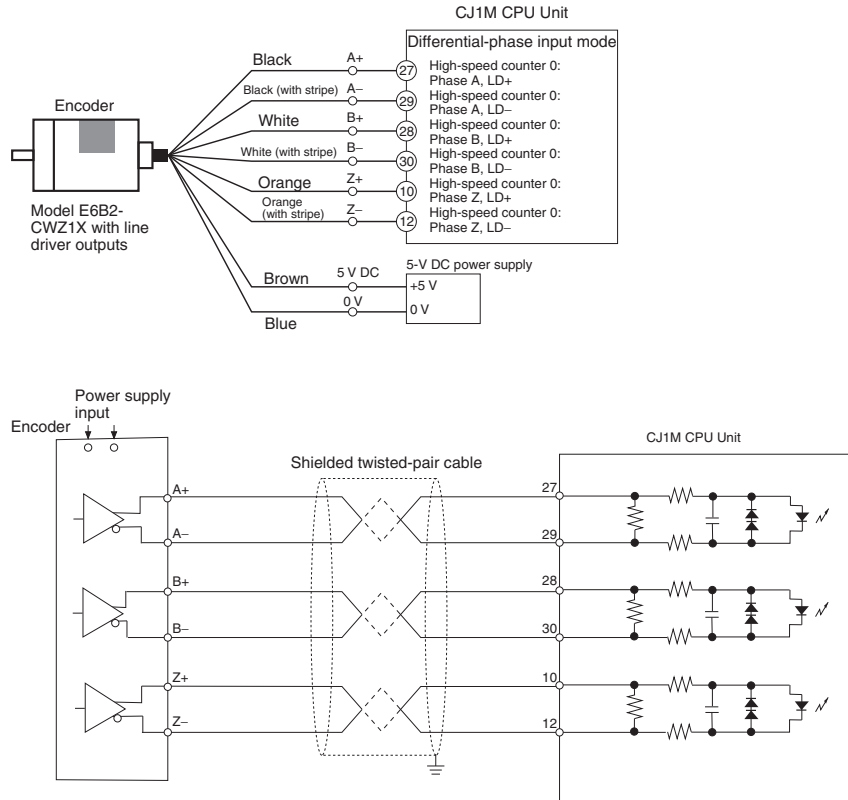 CJ1M CPU Unit
Differential-phase input mode
Encoder
Model E6B2-
CWZ1X with line
driver outputs
Black
A+
27
High-speed counter 0:
Phase A, LD+
Black (with stripe)
A−
29
High-speed counter 0:
Phase A, LD−
White
B+
28
High-speed counter 0:
Phase B, LD+
White (with stripe)
B−
30
High-speed counter 0:
Phase B, LD−
Orange
Z+
10
High-speed counter 0:
Phase Z, LD+
Orange
(with stripe)
Z−
12
High-speed counter 0:
Phase Z, LD−
5-V DC power supply
Brown
5 V DC
+5 V
0 V
0 V
Blue
Power supply
input
Encoder
Shielded twisted-pair cable
CJ1M CPU Unit
A+
27
A−
29
B+
28
B−
30
Z+
10
Z−
12